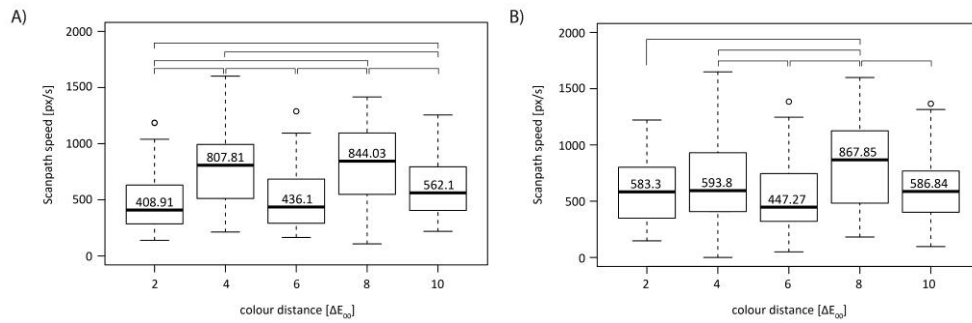 A)
Scanpath speed [px/s]
2000
1500
1000
500
0
408.91
807.81
436.1
844.03
562.1
2 4 6 8 10
colour distance [ΔE₀₀]
B)
Scanpath speed [px/s]
2000
1500
1000
500
0
583.3
593.8
447.27
867.85
586.84
2 4 6 8 10
colour distance [ΔE₀₀]